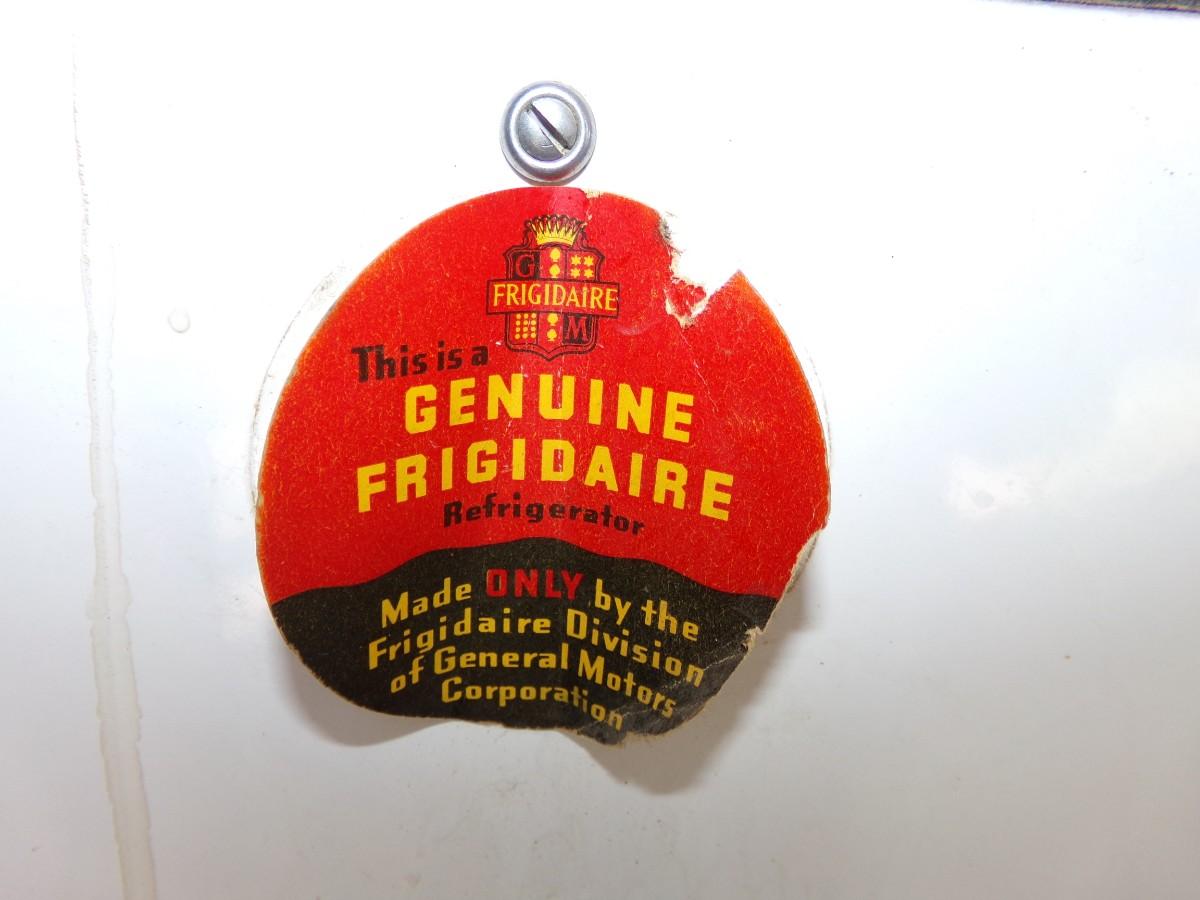 G
FRIGIDAIRE
M
This is a
GENUINE
FRIGIDAIRE
Refrigerator
Made ONLY by the
Frigidaire Division
of General Motors
Corporation